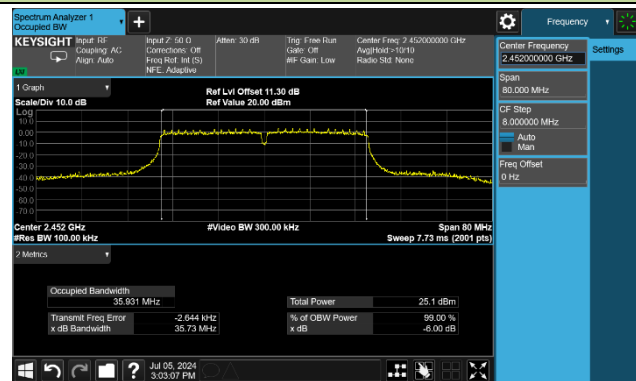 Spectrum Analyzer 1
Occupied BW
Frequency
KEYSIGHT
Input: RF
Coupling: AC
Align: Auto
Input Z: 50 Ω
Corrections: Off
Freq Ref: Int (S)
NFE: Adaptive
Atten: 30 dB
Trig: Free Run
Gate: Off
#IF Gain: Low
Center Freq: 2.452000000 GHz
Avg|Hold:>10/10
Radio Std: None
Center Frequency
2.452000000 GHz
Settings
Span
80.000 MHz
CF Step
8.000000 MHz
Auto
Man
Freq Offset
0 Hz
1 Graph
Scale/Div 10.0 dB
Ref Lvl Offset 11.30 dB
Ref Value 20.00 dBm
Log
10.0
0.00
-10.0
-20.0
-30.0
-40.0
-50.0
-60.0
-70.0
Center 2.452 GHz
#Video BW 300.00 kHz
Span 80 MHz
#Res BW 100.00 kHz
Sweep 7.73 ms (2001 pts)
2 Metrics
Occupied Bandwidth
35.931 MHz
Total Power
25.1 dBm
Transmit Freq Error
-2.644 kHz
% of OBW Power
99.00 %
x dB Bandwidth
35.73 MHz
x dB
-6.00 dB
Jul 05, 2024
3:03:07 PM